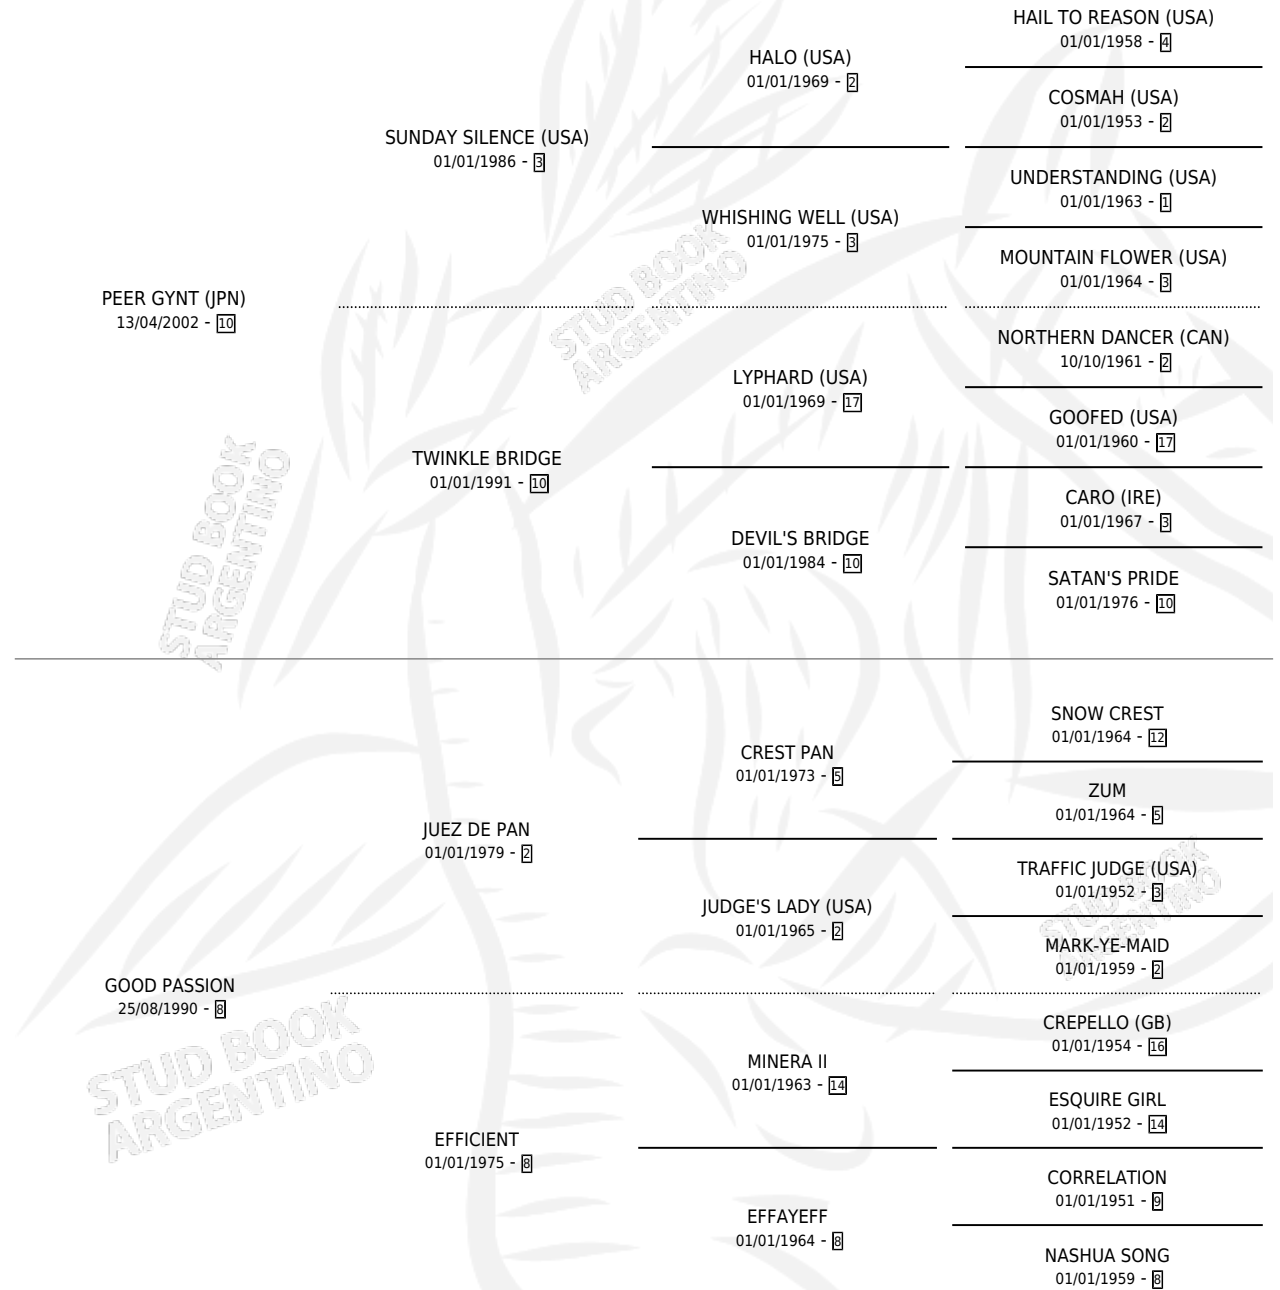 HAIL TO REASON (USA)
01/01/1958 - 4
HALO (USA)
01/01/1969 - 2
COSMAH (USA)
01/01/1953 - 2
SUNDAY SILENCE (USA)
01/01/1986 - 3
UNDERSTANDING (USA)
01/01/1963 - 1
WHISHING WELL (USA)
01/01/1975 - 3
MOUNTAIN FLOWER (USA)
01/01/1964 - 3
STUD BOOK
ARGENTINO
PEER GYNT (JPN)
13/04/2002 - 10
NORTHERN DANCER (CAN)
10/10/1961 - 2
LYPHARD (USA)
01/01/1969 - 17
GOOFED (USA)
01/01/1960 - 17
TWINKLE BRIDGE
01/01/1991 - 10
CARO (IRE)
01/01/1967 - 3
DEVIL'S BRIDGE
01/01/1984 - 10
SATAN'S PRIDE
01/01/1976 - 10
STUD BOOK
ARGENTINO
SNOW CREST
01/01/1964 - 12
CREST PAN
01/01/1973 - 5
ZUM
01/01/1964 - 5
JUEZ DE PAN
01/01/1979 - 2
TRAFFIC JUDGE (USA)
01/01/1952 - 3
JUDGE'S LADY (USA)
01/01/1965 - 2
MARK-YE-MAID
01/01/1959 - 2
STUD BOOK
ARGENTINO
GOOD PASSION
25/08/1990 - 8
CREPELLO (GB)
01/01/1954 - 16
MINERA II
01/01/1963 - 14
ESQUIRE GIRL
01/01/1952 - 14
STUD BOOK
ARGENTINO
EFFICIENT
01/01/1975 - 8
CORRELATION
01/01/1951 - 9
EFFAYEFF
01/01/1964 - 8
NASHUA SONG
01/01/1959 - 8